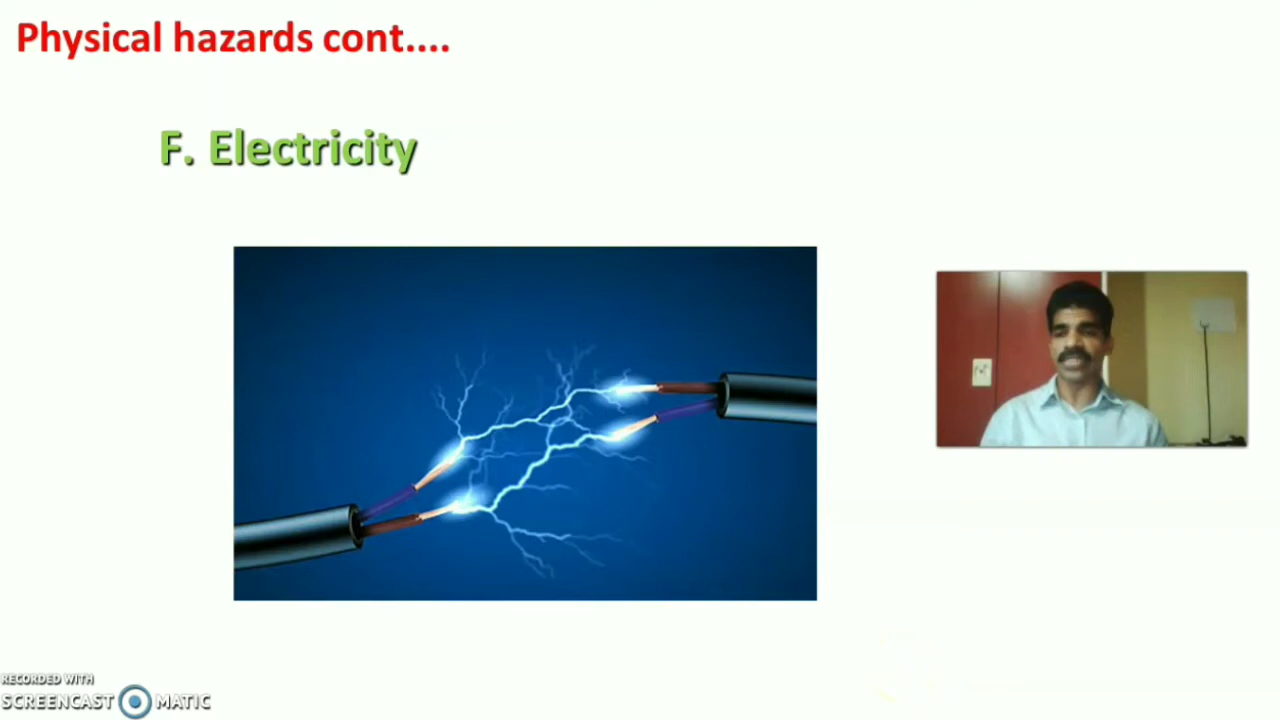 Physical hazards cont....
F. Electricity
RECORDED WITH
SCREENCAST MATIC